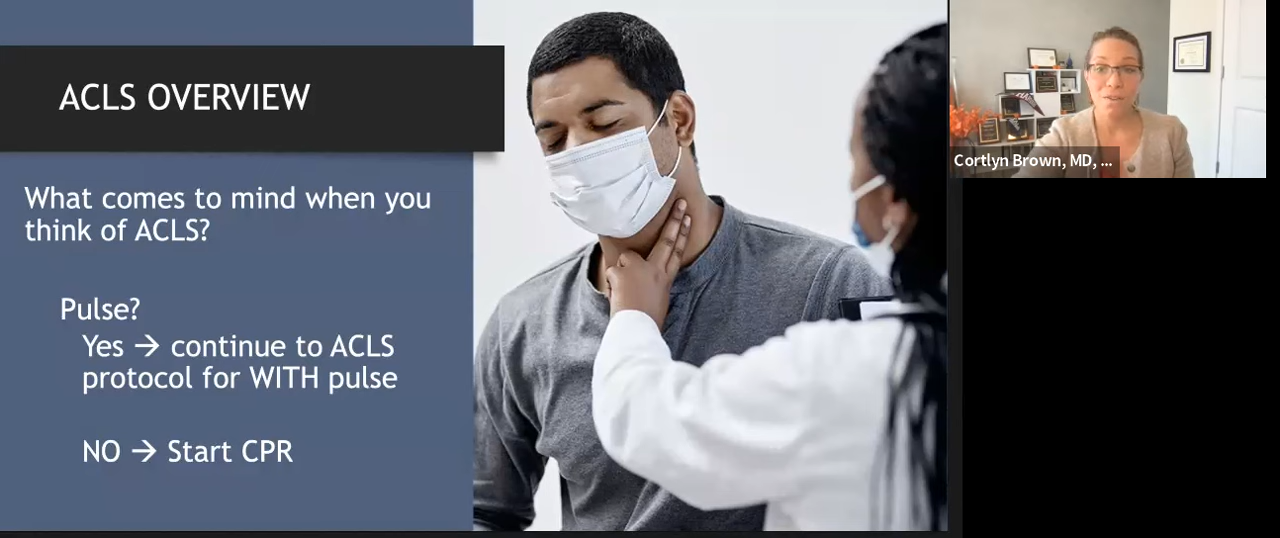 ACLS OVERVIEW
What comes to mind when you
think of ACLS?
Pulse?
Yes → continue to ACLS
protocol for WITH pulse
NO → Start CPR
Cortlyn Brown, MD, ...